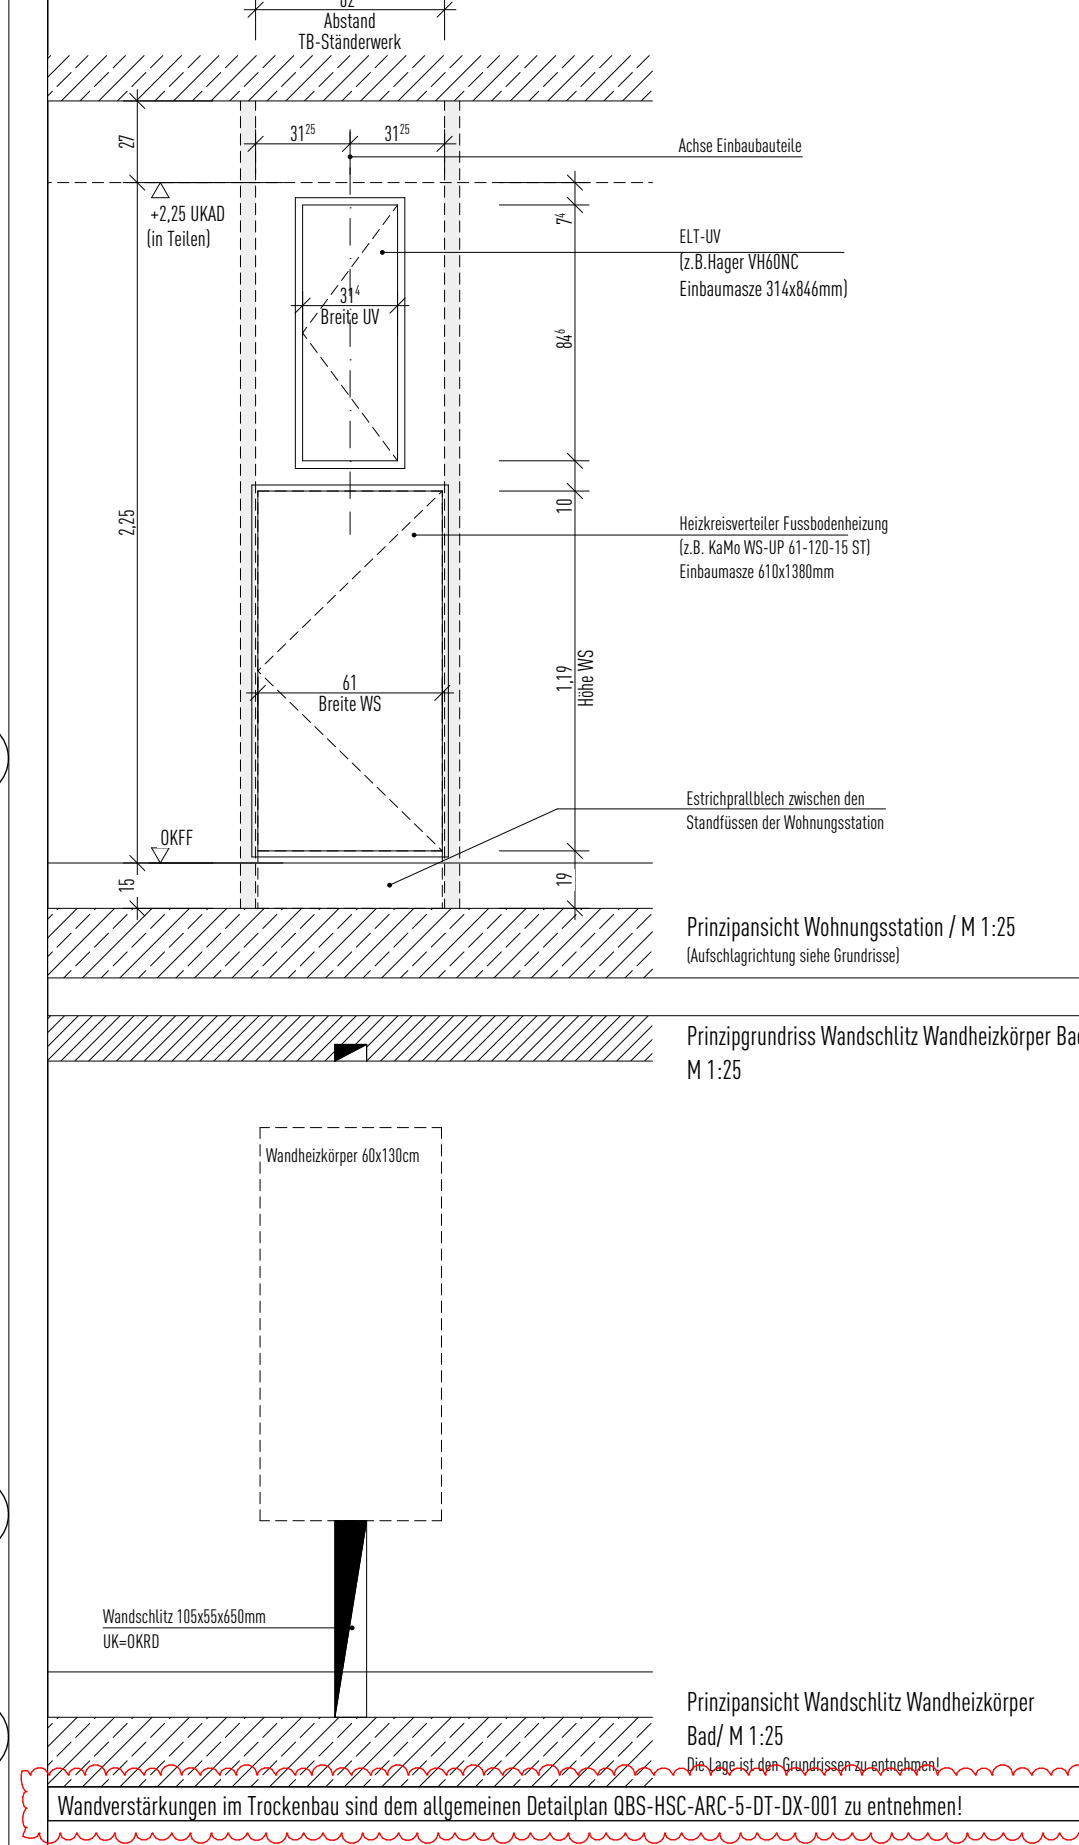 Abstand
TB-Ständerwerk
27
31²⁵
31²⁵
Achse Einbaubauteile
+2,25 UKAD
(in Teilen)
7⁴
ELT-UV
(z.B.Hager VH60NC
Einbaumasze 314x846mm)
31⁴
Breite UV
84⁶
2,25
10
Heizkreisverteiler Fussbodenheizung
(z.B. KaMo WS-UP 61-120-15 ST)
Einbaumasze 610x1380mm
61
Breite WS
1,19
Höhe WS
Estrichprallblech zwischen den
Standfüssen der Wohnungsstation
OKFF
15
19
Prinzipansicht Wohnungsstation / M 1:25
(Aufschlagrichtung siehe Grundrisse)
Prinzipgrundriss Wandschlitz Wandheizkörper Bad
M 1:25
Wandheizkörper 60x130cm
Wandschlitz 105x55x650mm
UK=OKRD
Prinzipansicht Wandschlitz Wandheizkörper
Bad/ M 1:25
Die Lage ist den Grundrissen zu entnehmen!
Wandverstärkungen im Trockenbau sind dem allgemeinen Detailplan QBS-HSC-ARC-5-DT-DX-001 zu entnehmen!